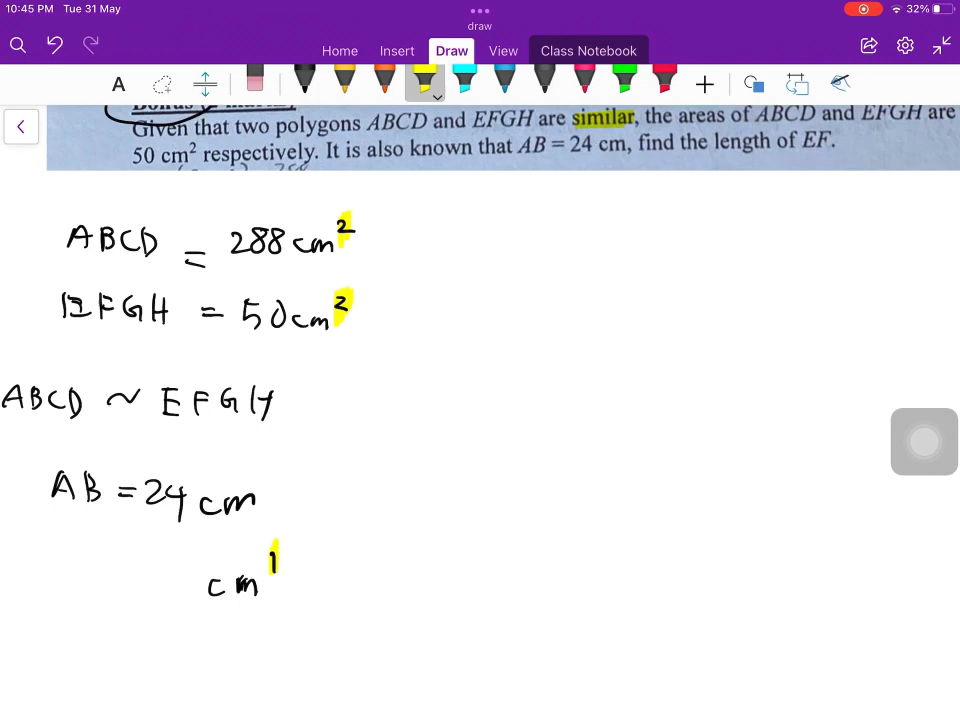 10:45 PM Tue 31 May 32%
draw
Home Insert Draw View Class Notebook
A
Given that two polygons ABCD and EFGH are similar, the areas of ABCD and EFGH are
50 cm² respectively. It is also known that AB = 24 cm, find the length of EF.
ABCD = 288 cm²
EFGH = 50 cm²
ABCD ~ EFGH
AB = 24 cm
cm¹